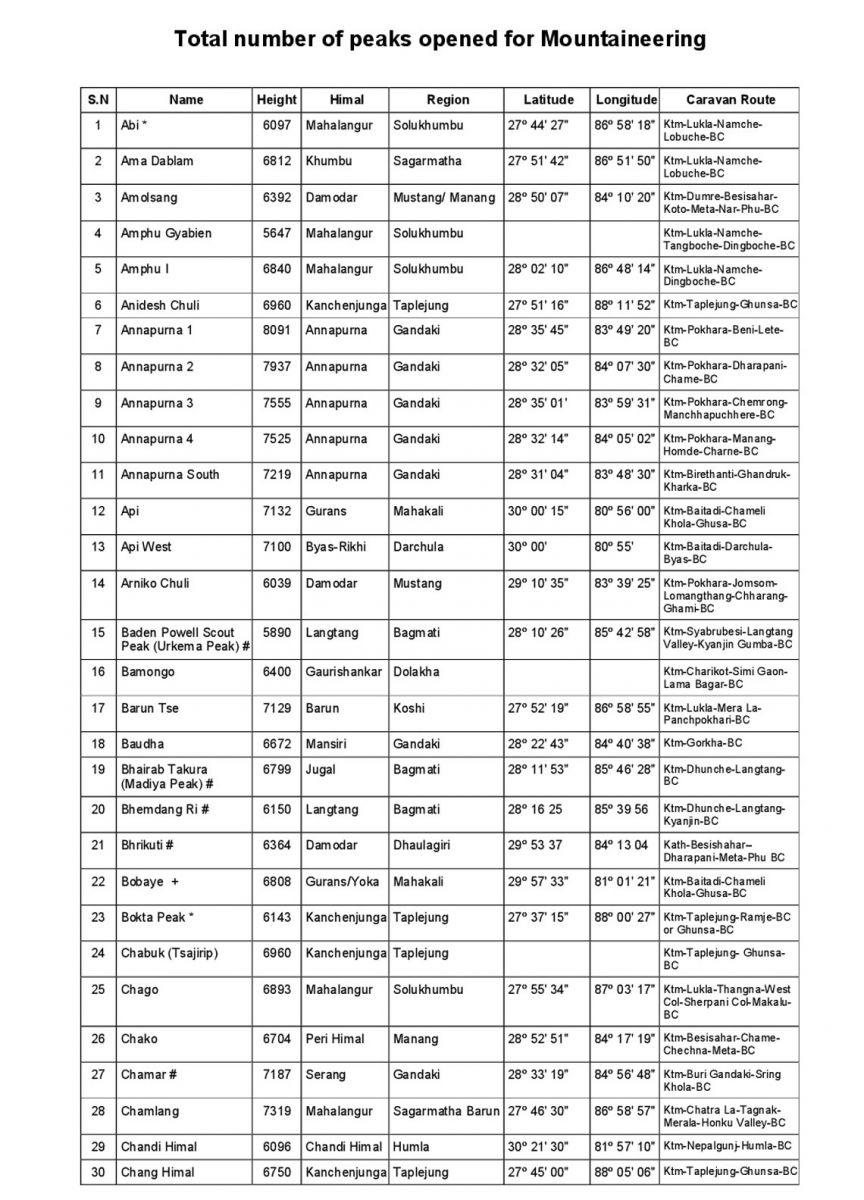 Total number of peaks opened for Mountaineering
S.N Name Height Himal Region Latitude Longitude Caravan Route
1 Abi * 6097 Mahalangur Solukhumbu 27º 44' 27" 86º 58' 18" Ktm-Lukla-Namche-
Lobuche-BC
2 Ama Dablam 6812 Khumbu Sagarmatha 27º 51' 42" 86º 51' 50" Ktm-Lukla-Namche-
Lobuche-BC
3 Amolsang 6392 Damodar Mustang/ Manang 28º 50' 07" 84º 10' 20" Ktm-Dumre-Besisahar-
Koto-Meta-Nar-Phu-BC
4 Amphu Gyabien 5647 Mahalangur Solukhumbu Ktm-Lukla-Namche-
Tangboche-Dingboche-BC
5 Amphu I 6840 Mahalangur Solukhumbu 28º 02' 10" 86º 48' 14" Ktm-Lukla-Namche-
Dingboche-BC
6 Anidesh Chuli 6960 Kanchenjunga Taplejung 27º 51' 16" 88º 11' 52" Ktm-Taplejung-Ghunsa-BC
7 Annapurna 1 8091 Annapurna Gandaki 28º 35' 45" 83º 49' 20" Ktm-Pokhara-Beni-Lete-
BC
8 Annapurna 2 7937 Annapurna Gandaki 28º 32' 05" 84º 07' 30" Ktm-Pokhara-Dharapani-
Chame-BC
9 Annapurna 3 7555 Annapurna Gandaki 28º 35' 01' 83º 59' 31" Ktm-Pokhara-Chemrong-
Manchhapuchhere-BC
10 Annapurna 4 7525 Annapurna Gandaki 28º 32' 14" 84º 05' 02" Ktm-Pokhara-Manang-
Homde-Charne-BC
11 Annapurna South 7219 Annapurna Gandaki 28º 31' 04" 83º 48' 30" Ktm-Birethanti-Ghandruk-
Kharka-BC
12 Api 7132 Gurans Mahakali 30º 00' 15" 80º 56' 00" Ktm-Baitadi-Chameli
Khola-Ghusa-BC
13 Api West 7100 Byas-Rikhi Darchula 30º 00' 80º 55' Ktm-Baitadi-Darchula-
Byas-BC
14 Arniko Chuli 6039 Damodar Mustang 29º 10' 35" 83º 39' 25" Ktm-Pokhara-Jomsom-
Lomangthang-Chharang-
Ghami-BC
15 Baden Powell Scout 5890 Langtang Bagmati 28º 10' 26" 85º 42' 58" Ktm-Syabrubesi-Langtang
Peak (Urkema Peak) # Valley-Kyanjin Gumba-BC
16 Bamongo 6400 Gaurishankar Dolakha Ktm-Charikot-Simi Gaon-
Lama Bagar-BC
17 Barun Tse 7129 Barun Koshi 27º 52' 19" 86º 58' 55" Ktm-Lukla-Mera La-
Panchpokhari-BC
18 Baudha 6672 Mansiri Gandaki 28º 22' 43" 84º 40' 38" Ktm-Gorkha-BC
19 Bhairab Takura 6799 Jugal Bagmati 28º 11' 53" 85º 46' 28" Ktm-Dhunche-Langtang-
(Madiya Peak) # BC
20 Bhemdang Ri # 6150 Langtang Bagmati 28º 16 25 85º 39 56 Ktm-Dhunche-Langtang-
Kyanjin-BC
21 Bhrikuti # 6364 Damodar Dhaulagiri 29º 53 37 84º 13 04 Kath-Besishahar–
Dharapani-Meta-Phu BC
22 Bobaye + 6808 Gurans/Yoka Mahakali 29º 57' 33" 81º 01' 21" Ktm-Baitadi-Chameli
Khola-Ghusa-BC
23 Bokta Peak * 6143 Kanchenjunga Taplejung 27º 37' 15" 88º 00' 27" Ktm-Taplejung-Ramje-BC
or Ghunsa-BC
24 Chabuk (Tsajirip) 6960 Kanchenjunga Taplejung Ktm-Taplejung- Ghunsa-
BC
25 Chago 6893 Mahalangur Solukhumbu 27º 55' 34" 87º 03' 17" Ktm-Lukla-Thangna-West
Col-Sherpani Col-Makalu-
BC
26 Chako 6704 Peri Himal Manang 28º 52' 51" 84º 17' 19" Ktm-Besisahar-Chame-
Chechna-Meta-BC
27 Chamar # 7187 Serang Gandaki 28º 33' 19" 84º 56' 48" Ktm-Buri Gandaki-Sring
Khola-BC
28 Chamlang 7319 Mahalangur Sagarmatha Barun 27º 46' 30" 86º 58' 57" Ktm-Chatra La-Tagnak-
Merala-Honku Valley-BC
29 Chandi Himal 6096 Chandi Himal Humla 30º 21' 30" 81º 57' 10" Ktm-Nepalgunj-Humla-BC
30 Chang Himal 6750 Kanchenjunga Taplejung 27º 45' 00" 88º 05' 06" Ktm-Taplejung-Ghunsa-BC